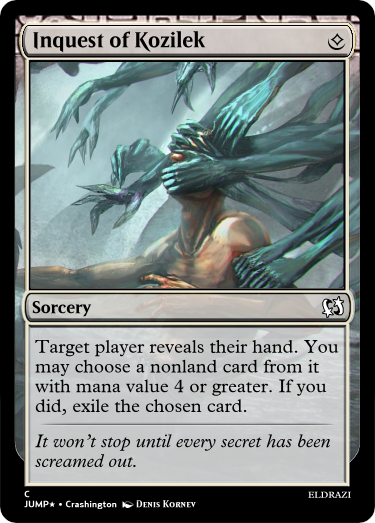 Inquest of Kozilek
Sorcery
Target player reveals their hand. You
may choose a nonland card from it
with mana value 4 or greater. If you
did, exile the chosen card.
It won't stop until every secret has been
screamed out.
C
ELDRAZI
JUMP★ • Crashington Denis Kornev